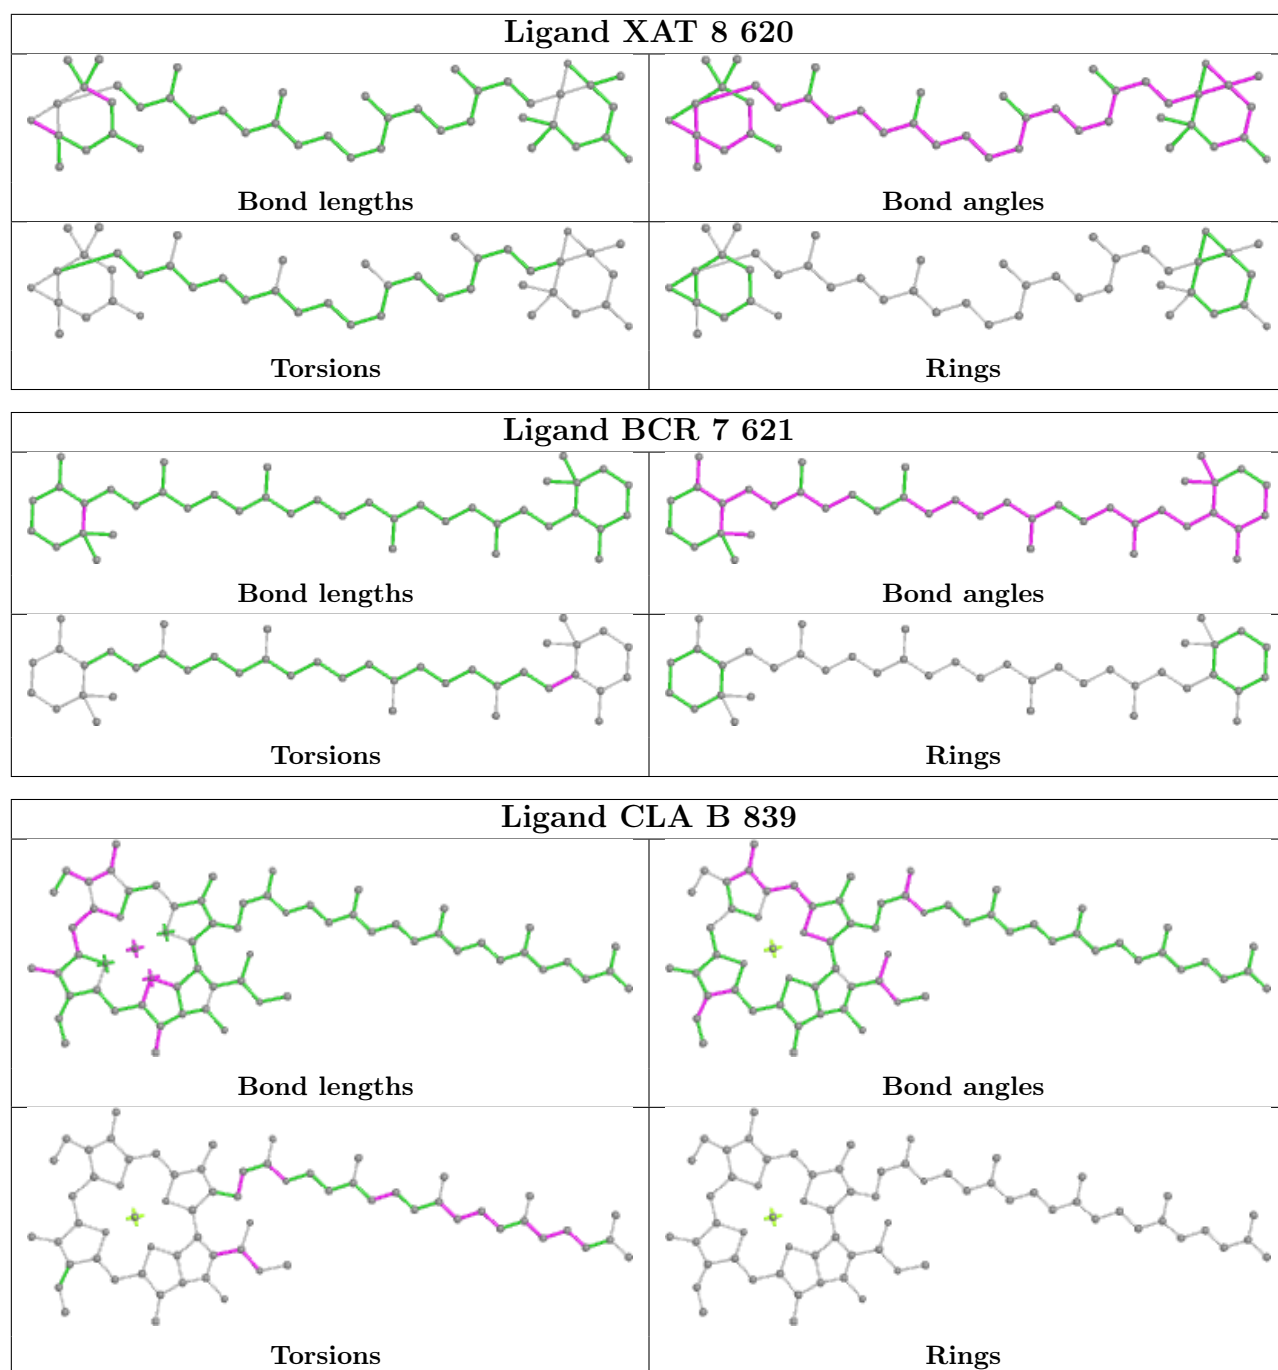 Ligand XAT 8 620
Bond lengths
Bond angles
Torsions
Rings
Ligand BCR 7 621
Bond lengths
Bond angles
Torsions
Rings
Ligand CLA B 839
Bond lengths
Bond angles
Torsions
Rings